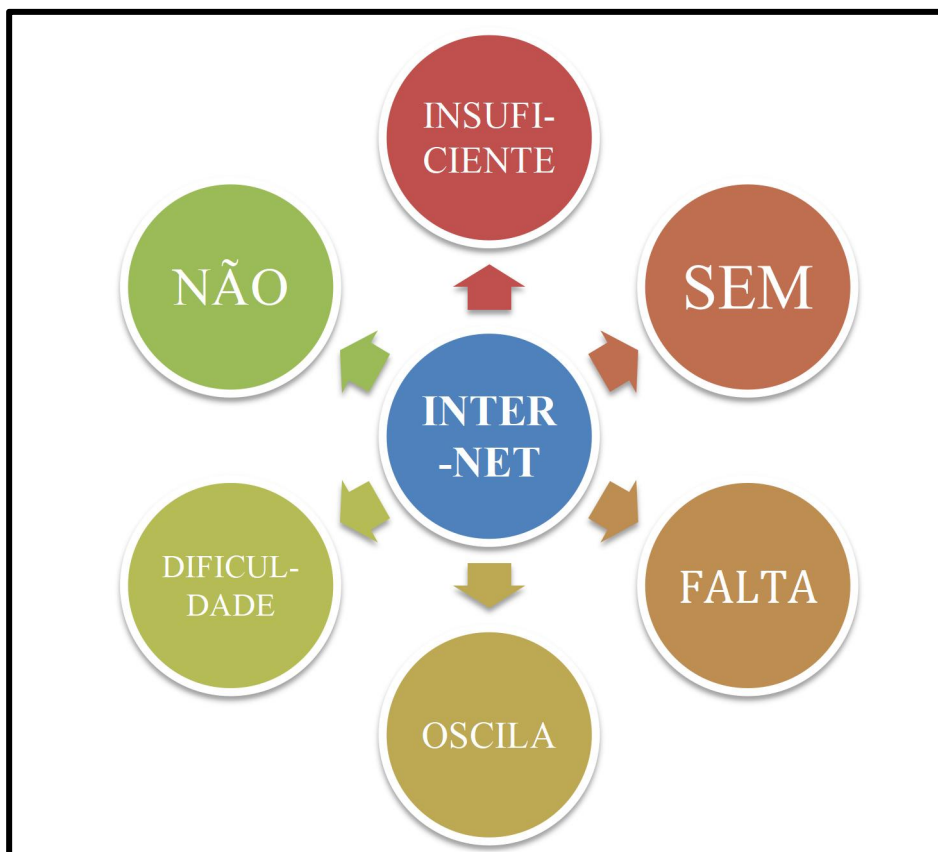 INSUFI-
CIENTE
NÃO
SEM
INTER
-NET
DIFICUL-
DADE
FALTA
OSCILA